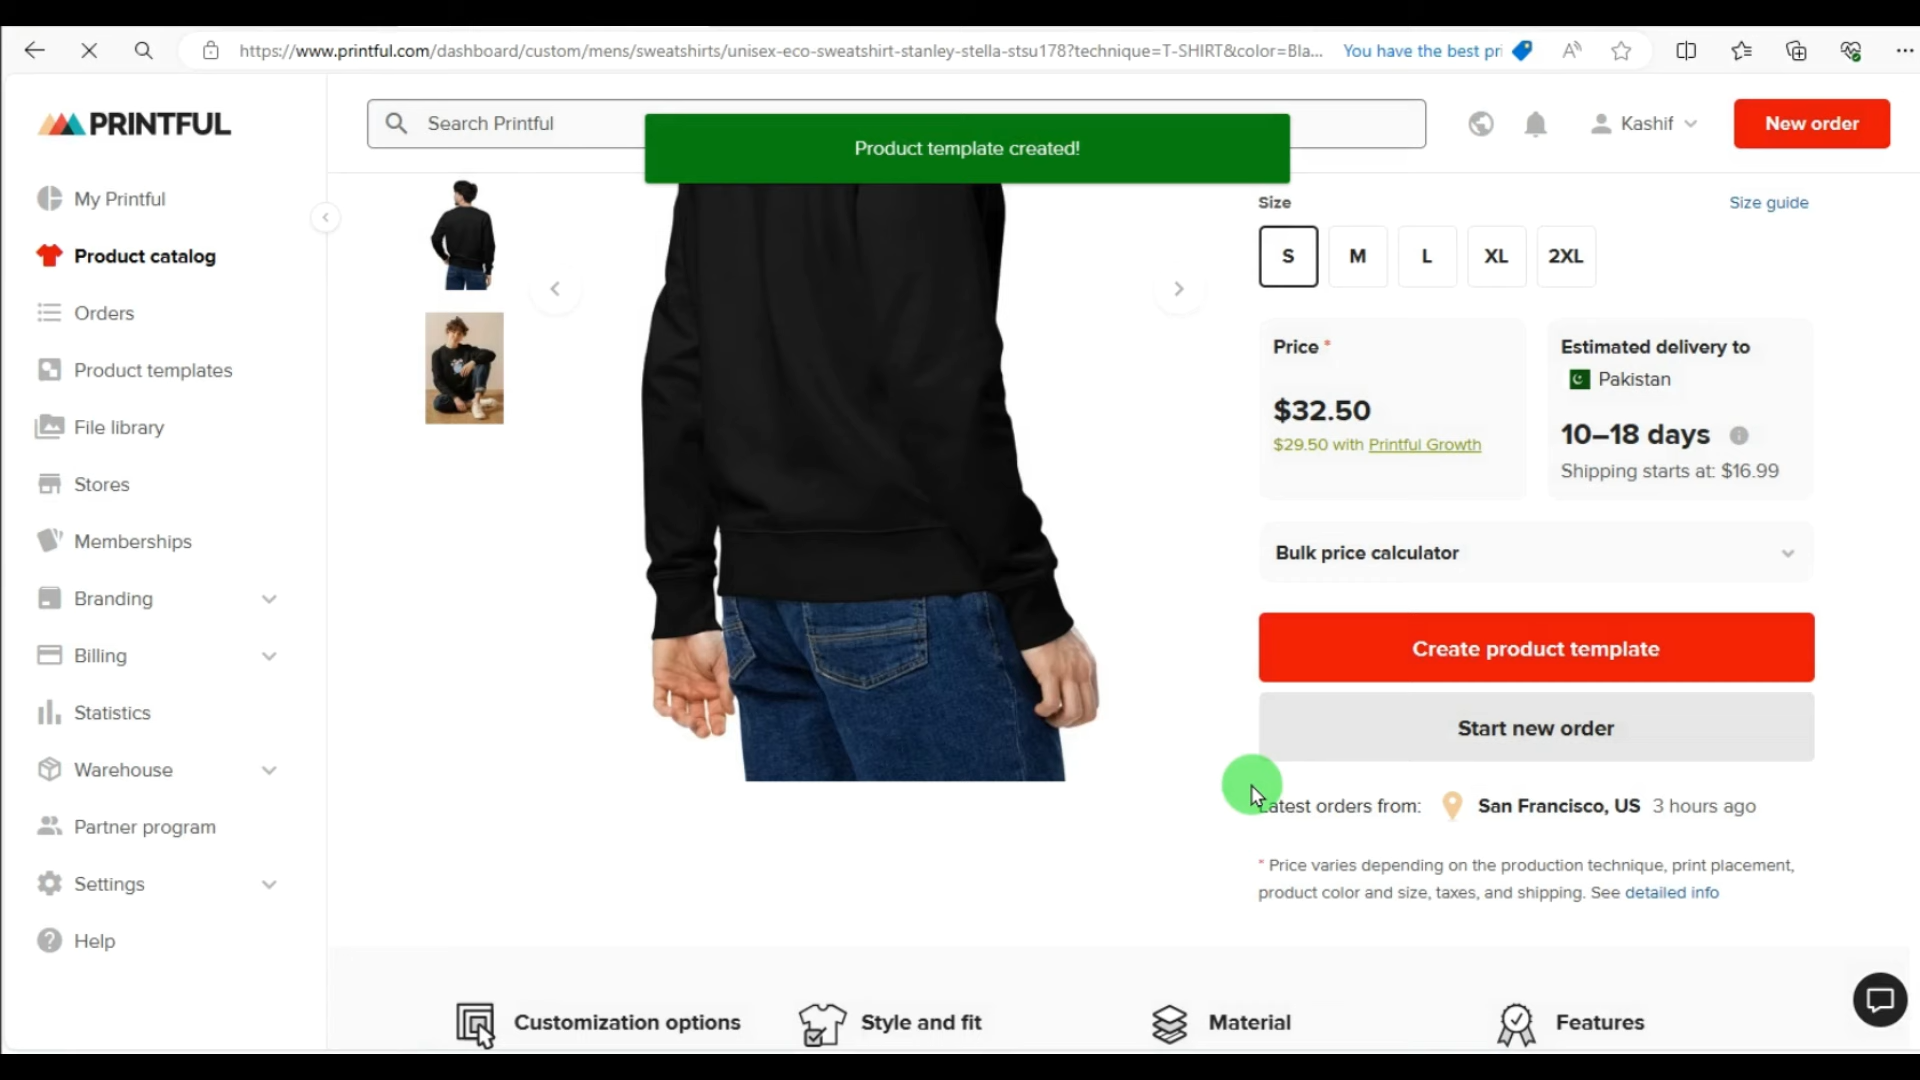 https://www.printful.com/dashboard/custom/mens/sweatshirts/unisex-eco-sweatshirt-stanley-stella-stsu178?technique=T-SHIRT&color=Bla...
You have the best pri
PRINTFUL
Search Printful
Product template created!
Kashif
New order
My Printful
Product catalog
Orders
Product templates
File library
Stores
Memberships
Branding
Billing
Statistics
Warehouse
Partner program
Settings
Help
Size
Size guide
S
M
L
XL
2XL
Price *
$32.50
$29.50 with Printful Growth
Estimated delivery to
Pakistan
10–18 days
Shipping starts at: $16.99
Bulk price calculator
Create product template
Start new order
Latest orders from: San Francisco, US 3 hours ago
* Price varies depending on the production technique, print placement,
product color and size, taxes, and shipping. See detailed info
Customization options
Style and fit
Material
Features